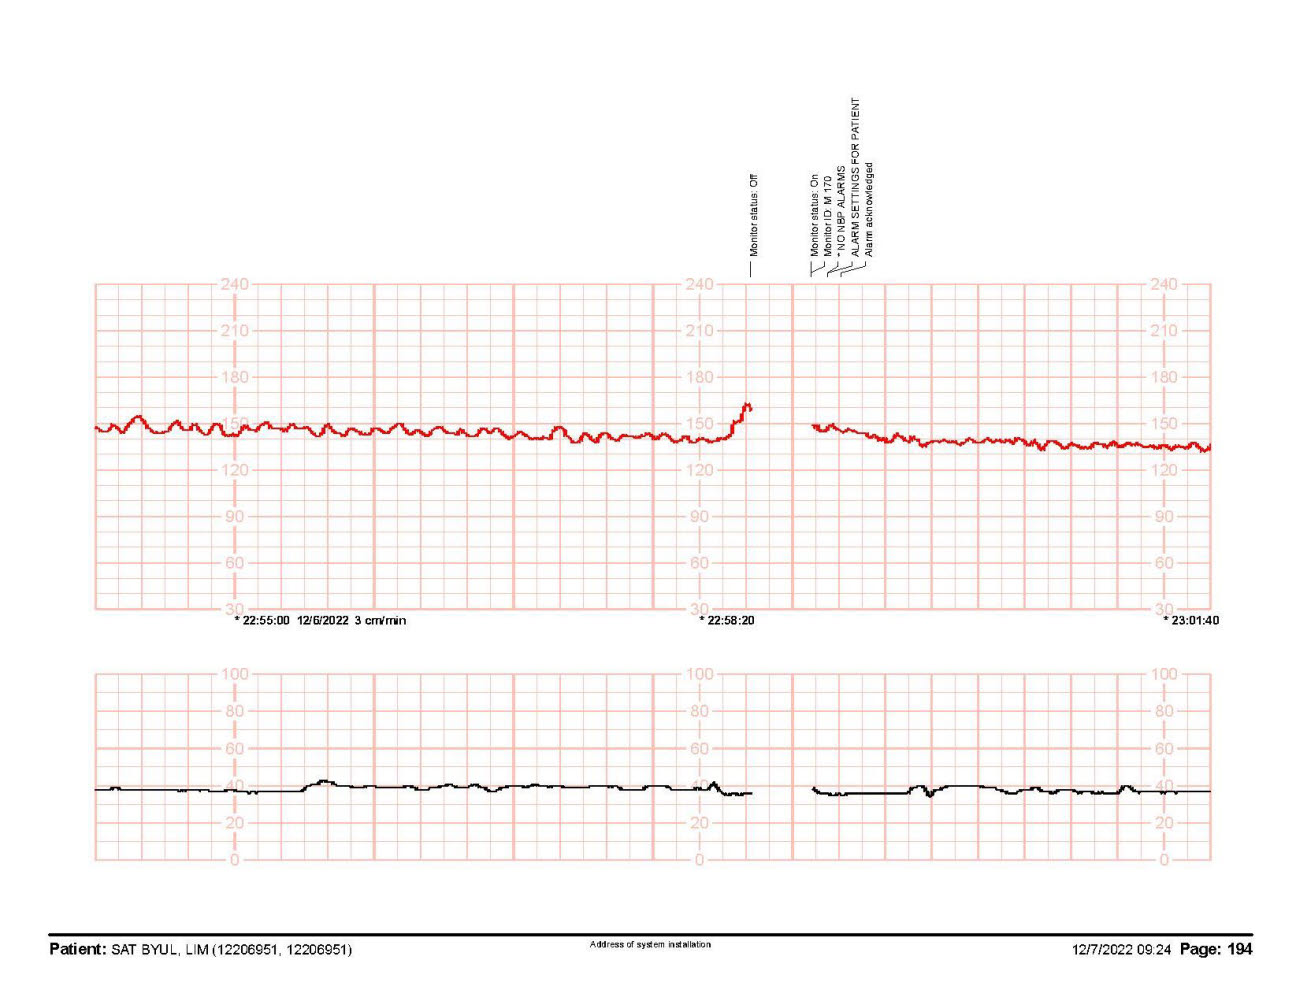 Monitor status: Off
Monitor status: On
Monitor ID: M 170
* NO NBP ALARMS
ALARM SETTINGS FOR PATIENT
Alarm acknowledged
240 240 240
210 210 210
180 180 180
150 150 150
120 120 120
90 90 90
60 60 60
30 30 30
* 22:55:00 12/6/2022 3 cm/min * 22:58:20 * 23:01:40
100 100 100
80 80 80
60 60 60
40 40 40
20 20 20
0 0 0
Patient: SAT BYUL, LIM (12206951, 12206951) Address of system installation 12/7/2022 09:24 Page: 194